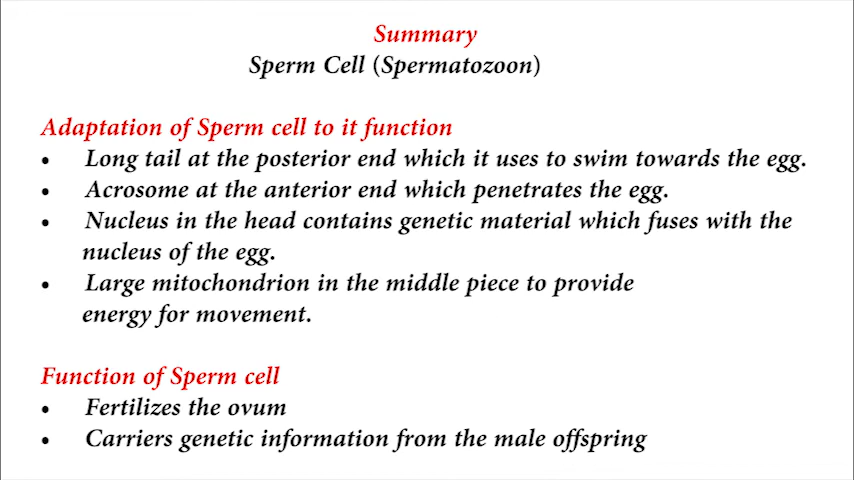 Summary
Sperm Cell (Spermatozoon)
Adaptation of Sperm cell to it function
• Long tail at the posterior end which it uses to swim towards the egg.
• Acrosome at the anterior end which penetrates the egg.
• Nucleus in the head contains genetic material which fuses with the
nucleus of the egg.
• Large mitochondrion in the middle piece to provide
energy for movement.
Function of Sperm cell
• Fertilizes the ovum
• Carriers genetic information from the male offspring